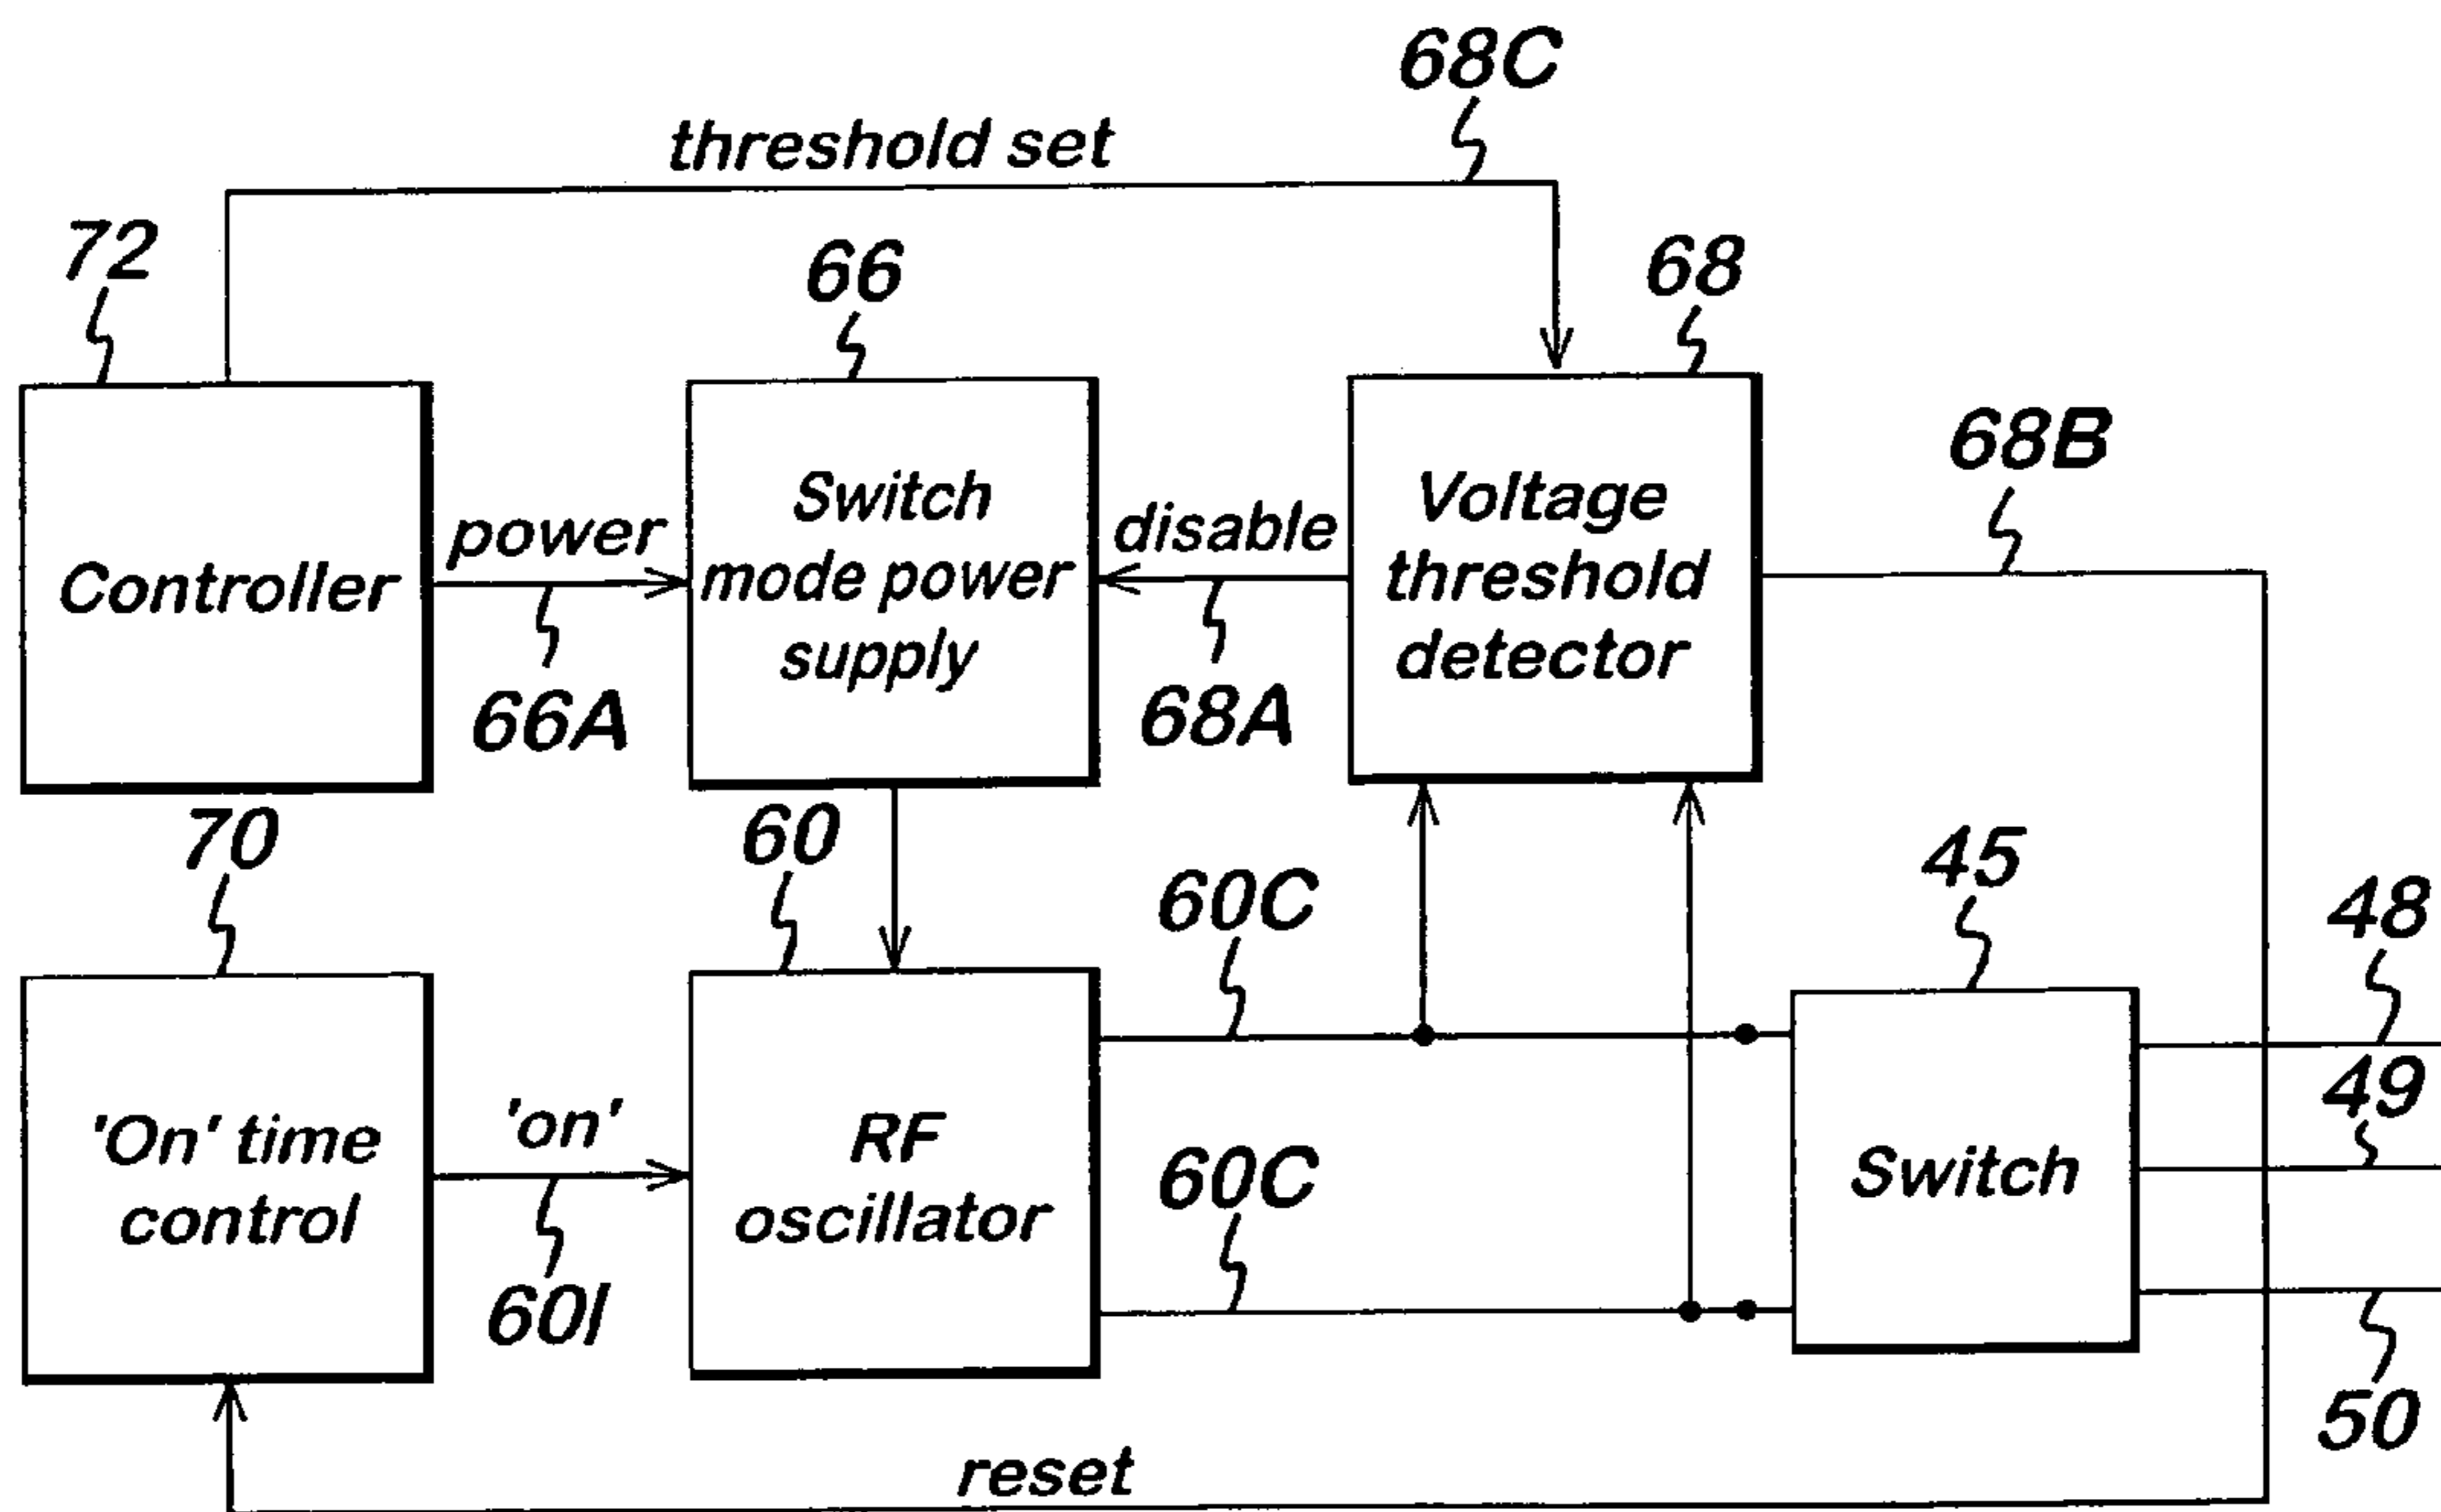 68C
threshold set
72
66
68
68B
Controller
power
66A
Switch
mode power
supply
disable
68A
Voltage
threshold
detector
70
60
60C
45
48
49
'On' time
control
'on'
60I
RF
oscillator
60C
Switch
50
reset